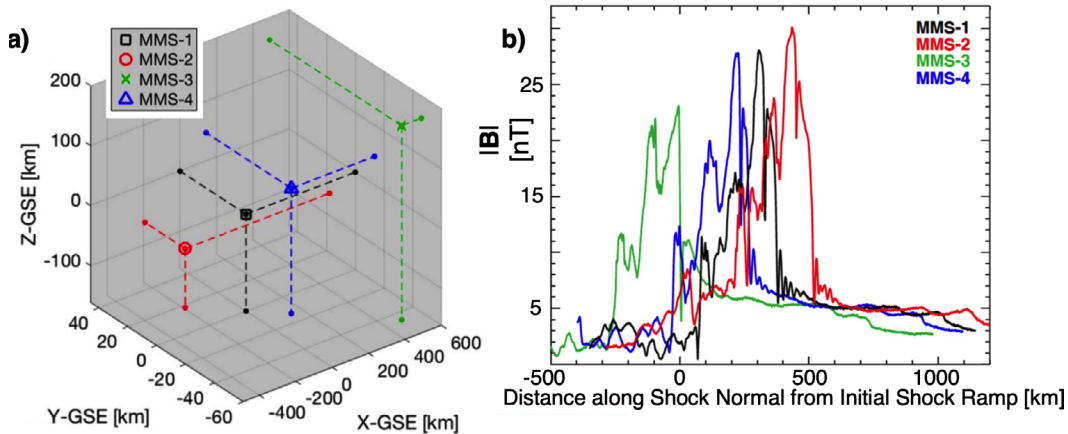 a)
MMS-1
MMS-2
MMS-3
MMS-4
200
100
0
-100
Z-GSE [km]
40
20
0
-20
-40
-60
Y-GSE [km]
-400
-200
0
200
400
600
X-GSE [km]
b)
MMS-1
MMS-2
MMS-3
MMS-4
25
15
5
|B|
[nT]
-500
0
500
1000
Distance along Shock Normal from Initial Shock Ramp [km]